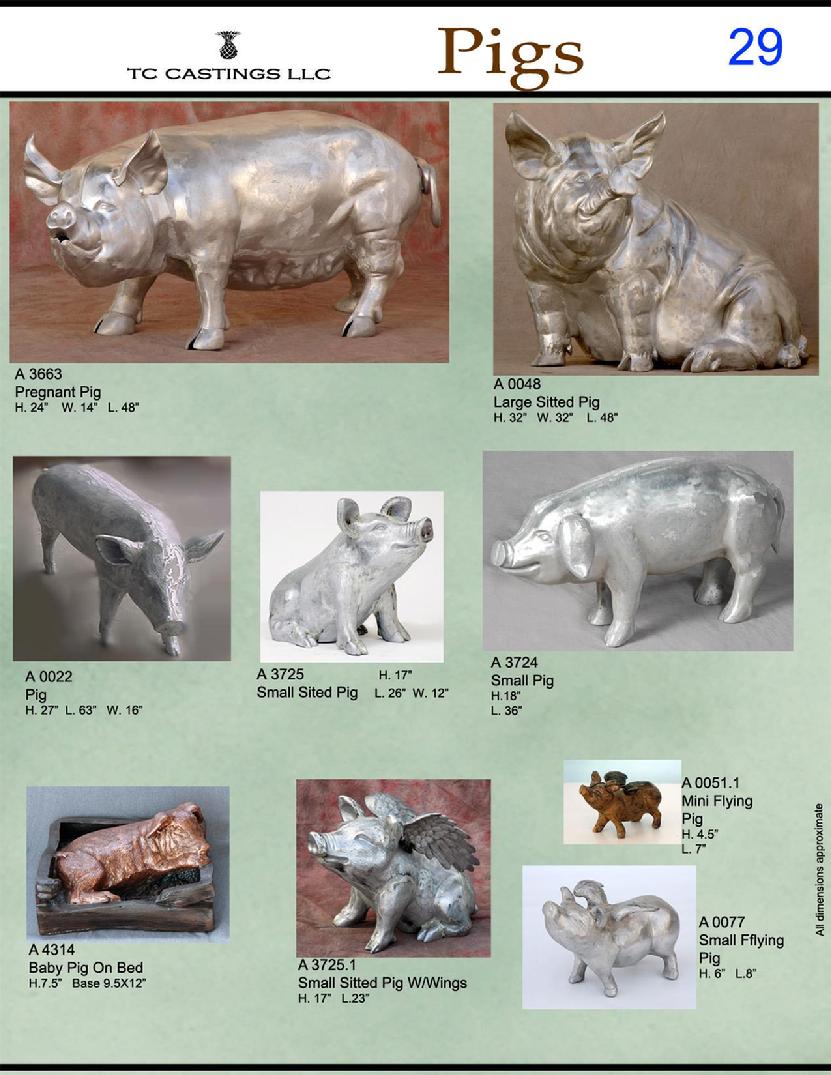 TC CASTINGS LLC
Pigs
29
A 3663
Pregnant Pig
H. 24" W. 14" L. 48"
A 0048
Large Sitted Pig
H. 32" W. 32" L. 48"
A 0022
Pig
H. 27" L. 63" W. 16"
A 3725 H. 17"
Small Sited Pig L. 26" W. 12"
A 3724
Small Pig
H.18"
L. 36"
A 4314
Baby Pig On Bed
H.7.5" Base 9.5X12"
A 3725.1
Small Sitted Pig W/Wings
H. 17" L.23"
A 0051.1
Mini Flying
Pig
H. 4.5"
L. 7"
A 0077
Small Fflying
Pig
H. 6" L.8"
All dimensions approximate